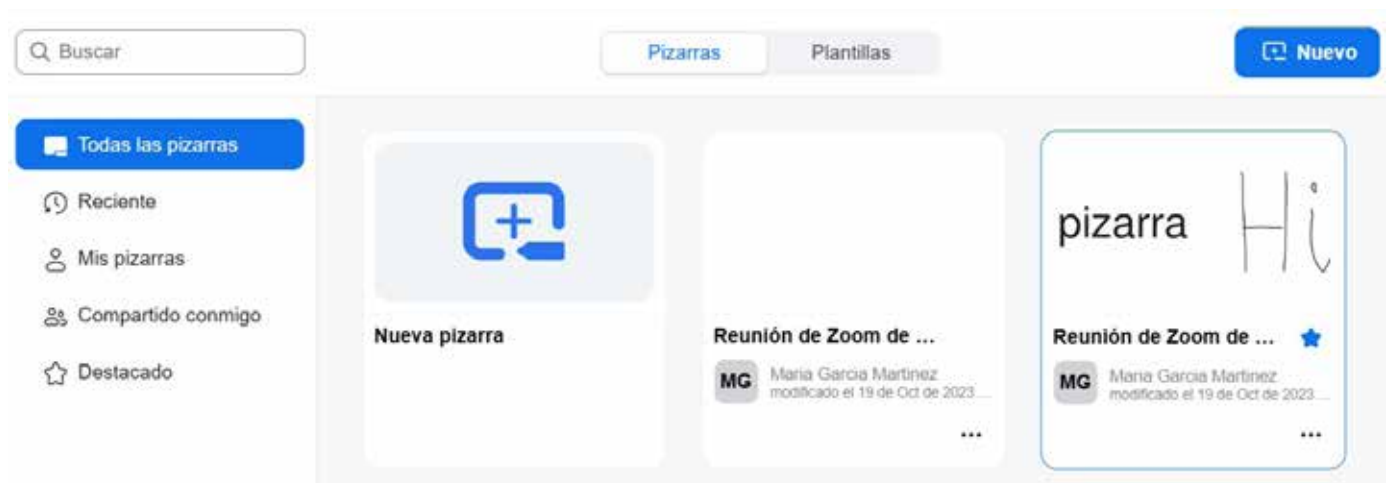 Buscar
Pizarras
Plantillas
Nuevo
Todas las pizarras
Reciente
Mis pizarras
Compartido conmigo
Destacado
Nueva pizarra
Reunión de Zoom de ...
MG
Maria Garcia Martinez
modificado el 19 de Oct de 2023 ...
...
pizarra Hi
Reunión de Zoom de ...
MG
Maria Garcia Martinez
modificado el 19 de Oct de 2023 ...
...